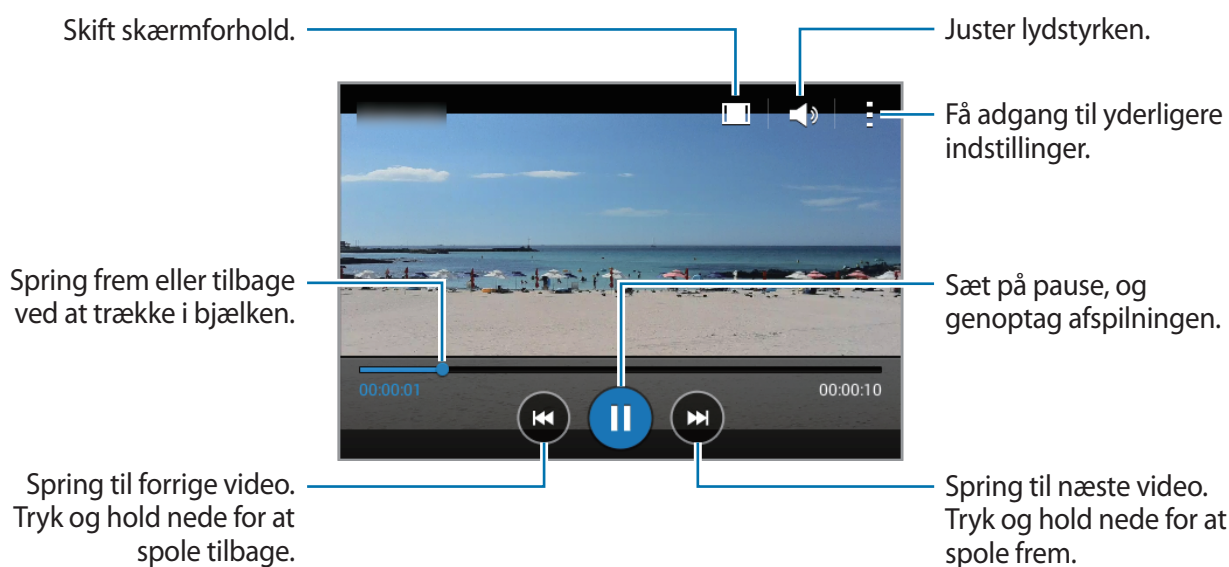 Skift skærmforhold.
Juster lydstyrken.
Få adgang til yderligere
indstillinger.
Spring frem eller tilbage
ved at trække i bjælken.
Sæt på pause, og
genoptag afspilningen.
00:00:01
00:00:10
Spring til forrige video.
Tryk og hold nede for at
spole tilbage.
Spring til næste video.
Tryk og hold nede for at
spole frem.